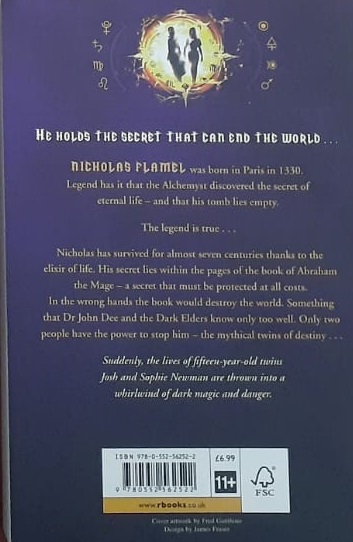 HE HOLDS THE SECRET THAT CAN END THE WORLD . . .
NICHOLAS FLAMEL was born in Paris in 1330.
Legend has it that the Alchemyst discovered the secret of
eternal life – and that his tomb lies empty.
The legend is true . . .
Nicholas has survived for almost seven centuries thanks to the
elixir of life. His secret lies within the pages of the book of Abraham
the Mage – a secret that must be protected at all costs.
In the wrong hands the book would destroy the world. Something
that Dr John Dee and the Dark Elders know only too well. Only two
people have the power to stop him – the mythical twins of destiny . . .
Suddenly, the lives of fifteen-year-old twins
Josh and Sophie Newman are thrown into a
whirlwind of dark magic and danger.
ISBN 978-0-552-56252-2
£6.99
11+
9 780552 562522
FSC
www.rbooks.co.uk
Cover artwork by Fred Gambino
Design by James Fraser